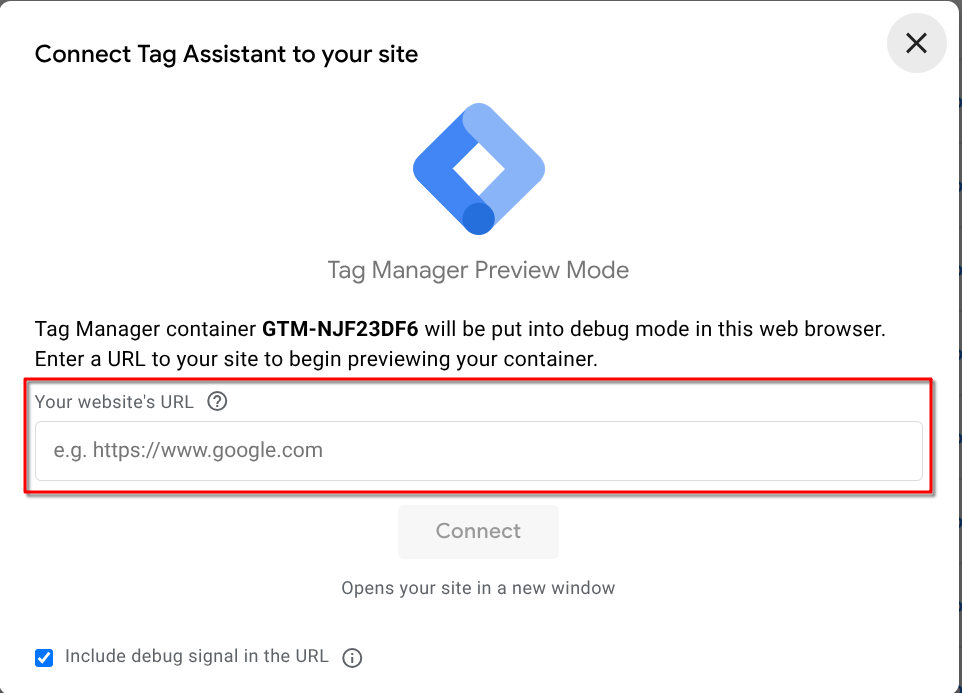 Connect Tag Assistant to your site
Tag Manager Preview Mode
Tag Manager container GTM-NJF23DF6 will be put into debug mode in this web browser.
Enter a URL to your site to begin previewing your container.
Your website's URL
e.g. https://www.google.com
Connect
Opens your site in a new window
Include debug signal in the URL